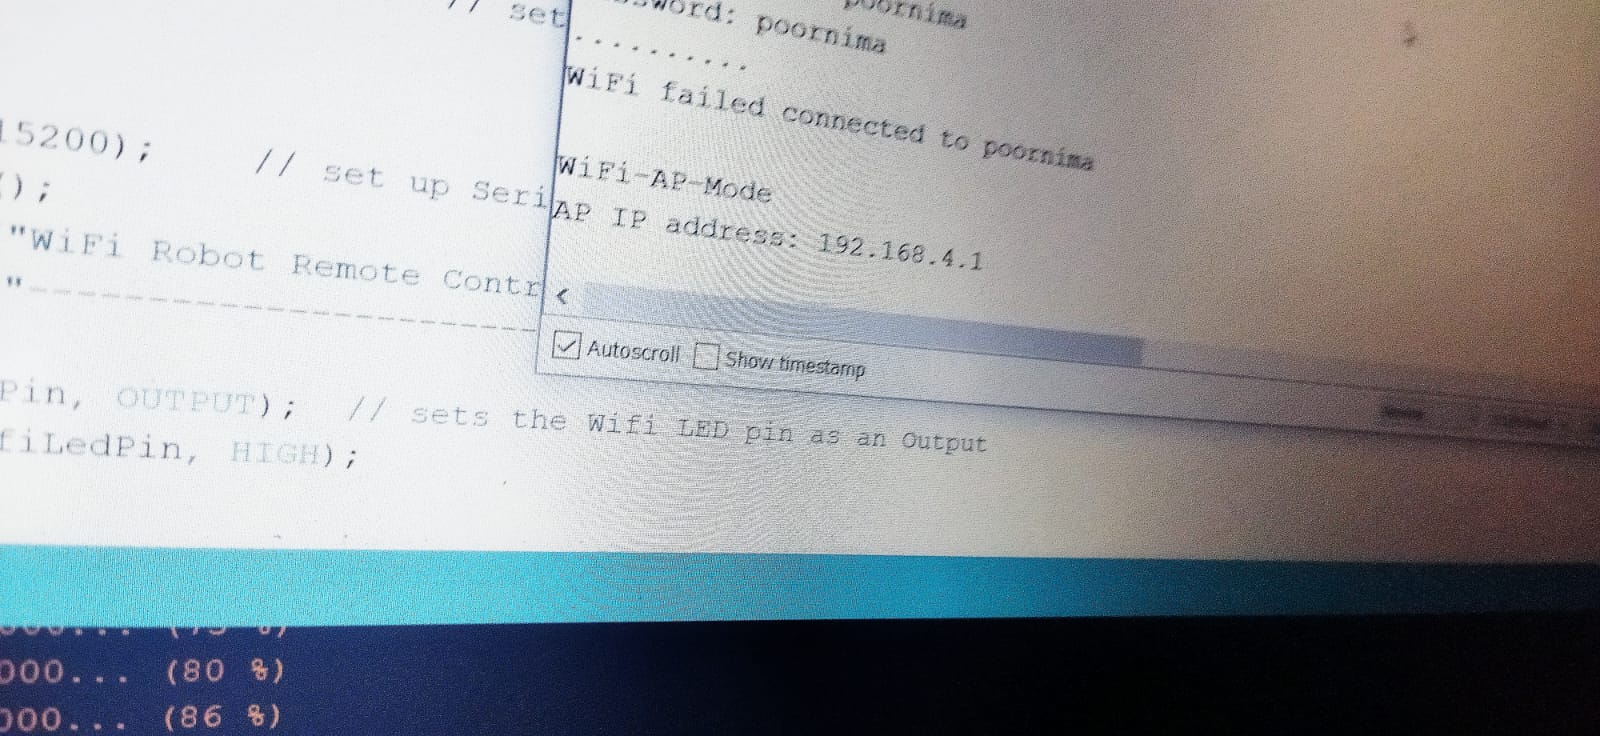 // set
poornima
word: poornima
..........
WiFi failed connected to poornima
WiFi-AP-Mode
AP IP address: 192.168.4.1
Autoscroll
Show timestamp
15200); // set up Seri
();
"WiFi Robot Remote Contr
"--------------------
Pin, OUTPUT); // sets the Wifi LED pin as an Output
fiLedPin, HIGH);
000... (80 %)
000... (86 %)